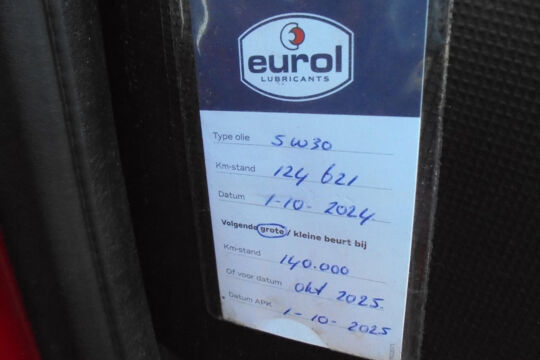 eurol
LUBRICANTS
Type olie 5W30
Km-stand 124 621
Datum 1-10-2024
Volgende grote / kleine beurt bij
Km-stand 140.000
Of voor datum okt 2025.
Datum APK 1-10-2025